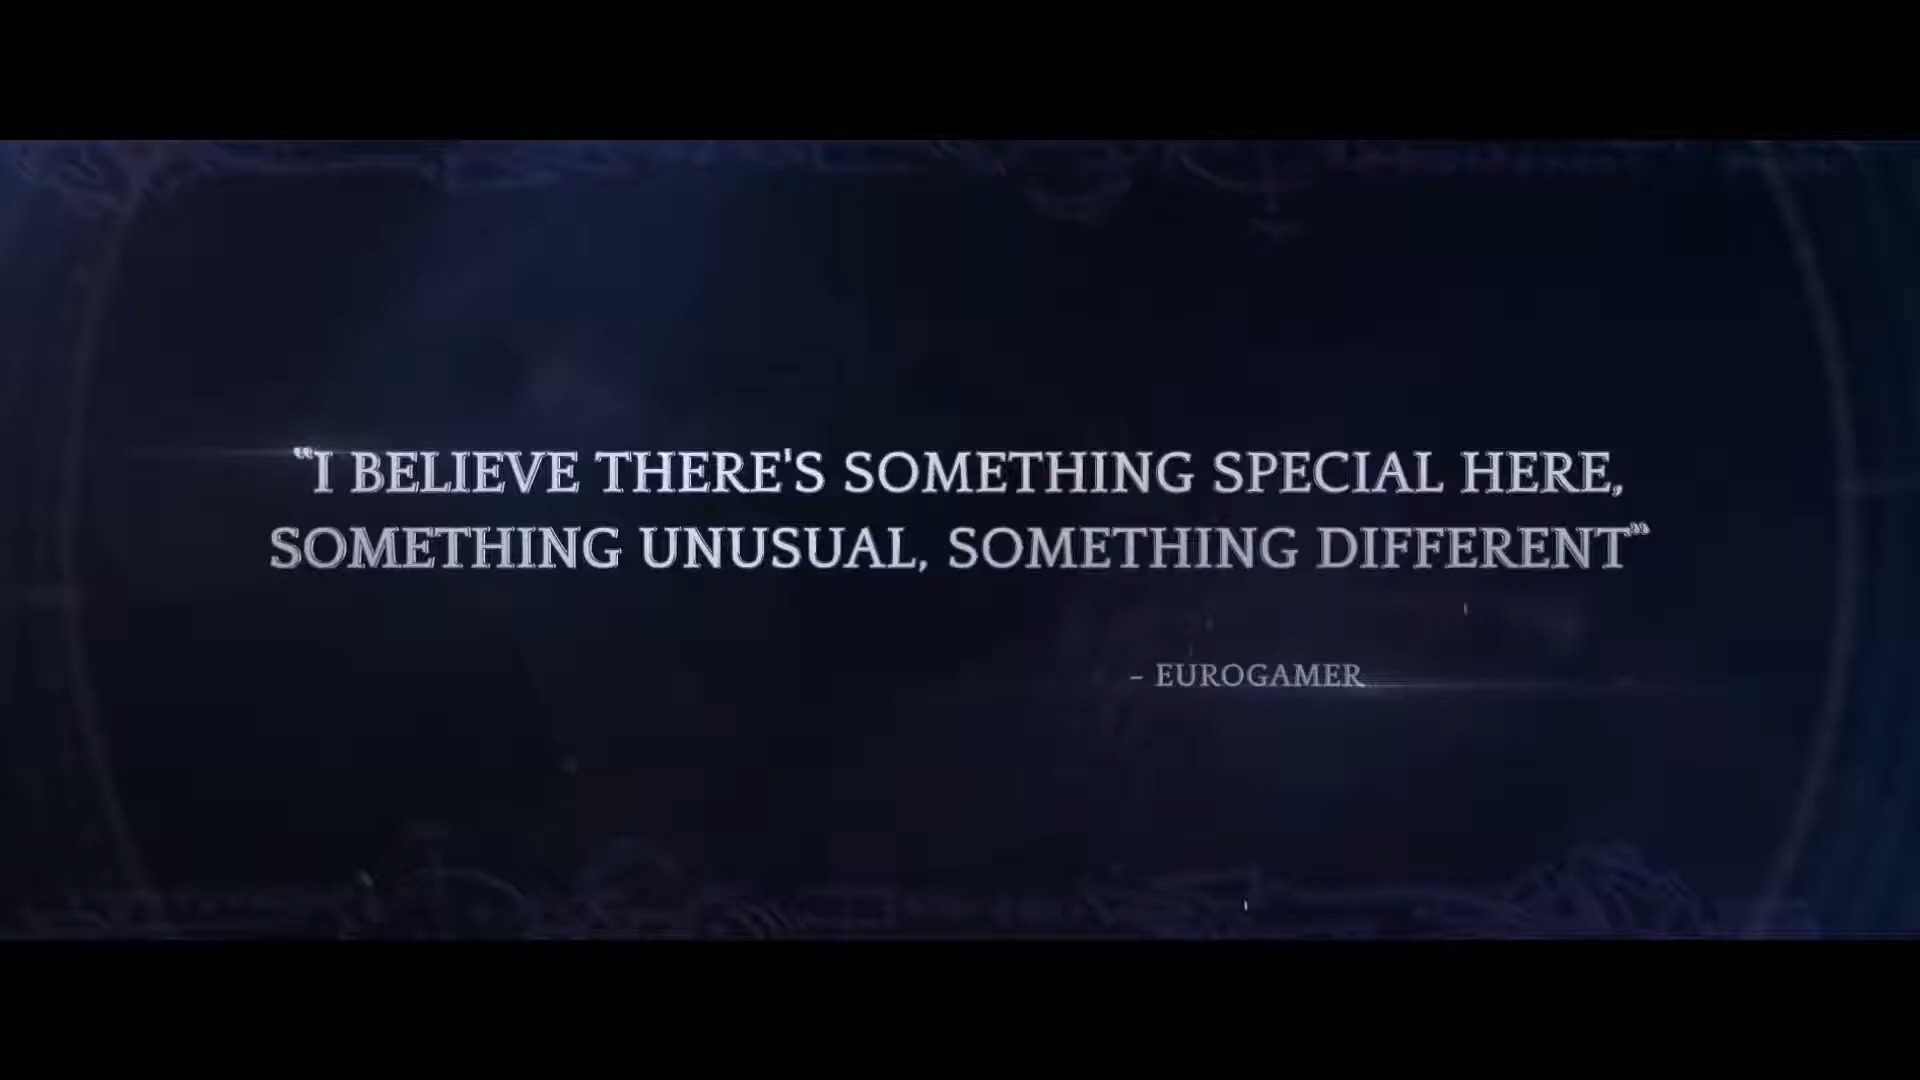 “I BELIEVE THERE'S SOMETHING SPECIAL HERE,
SOMETHING UNUSUAL, SOMETHING DIFFERENT”
– EUROGAMER